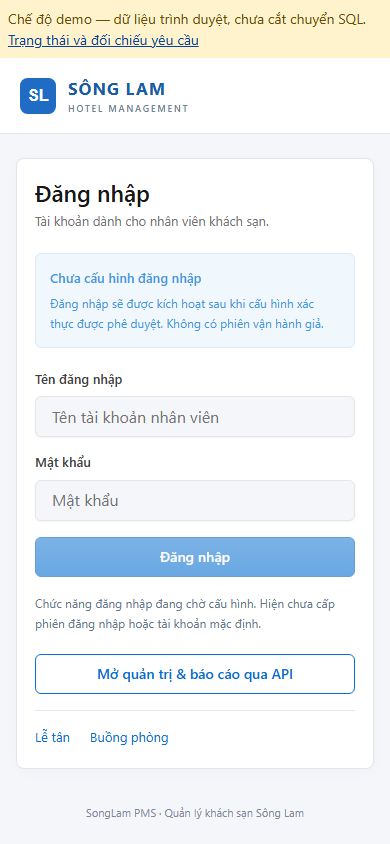 Chế độ demo — dữ liệu trình duyệt, chưa cắt chuyển SQL.
Trạng thái và đối chiếu yêu cầu
SL
SÔNG LAM
HOTEL MANAGEMENT
Đăng nhập
Tài khoản dành cho nhân viên khách sạn.
Chưa cấu hình đăng nhập
Đăng nhập sẽ được kích hoạt sau khi cấu hình xác
thực được phê duyệt. Không có phiên vận hành giả.
Tên đăng nhập
Tên tài khoản nhân viên
Mật khẩu
Mật khẩu
Đăng nhập
Chức năng đăng nhập đang chờ cấu hình. Hiện chưa cấp
phiên đăng nhập hoặc tài khoản mặc định.
Mở quản trị & báo cáo qua API
Lễ tân Buồng phòng
SongLam PMS · Quản lý khách sạn Sông Lam